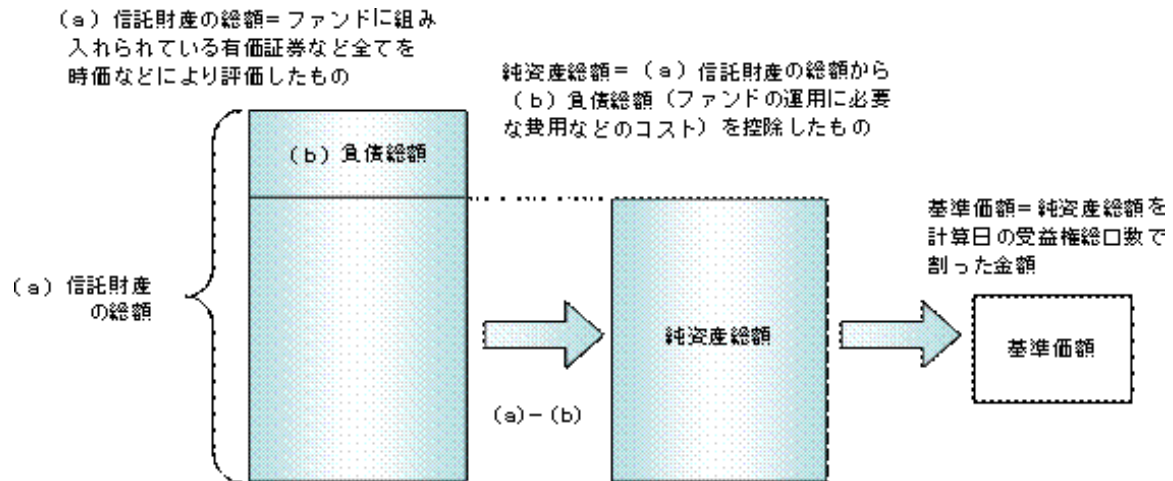 (a) 信託財産の総額=ファンドに組み
入れられている有価証券など全てを
時価などにより評価したもの
純資産総額=(a) 信託財産の総額から
(b) 負債総額(ファンドの運用に必要
な費用などのコスト)を控除したもの
(b) 負債総額
基準価額=純資産総額を
計算日の受益権総口数で
割った金額
(a) 信託財産
の総額
純資産総額
基準価額
(a)-(b)